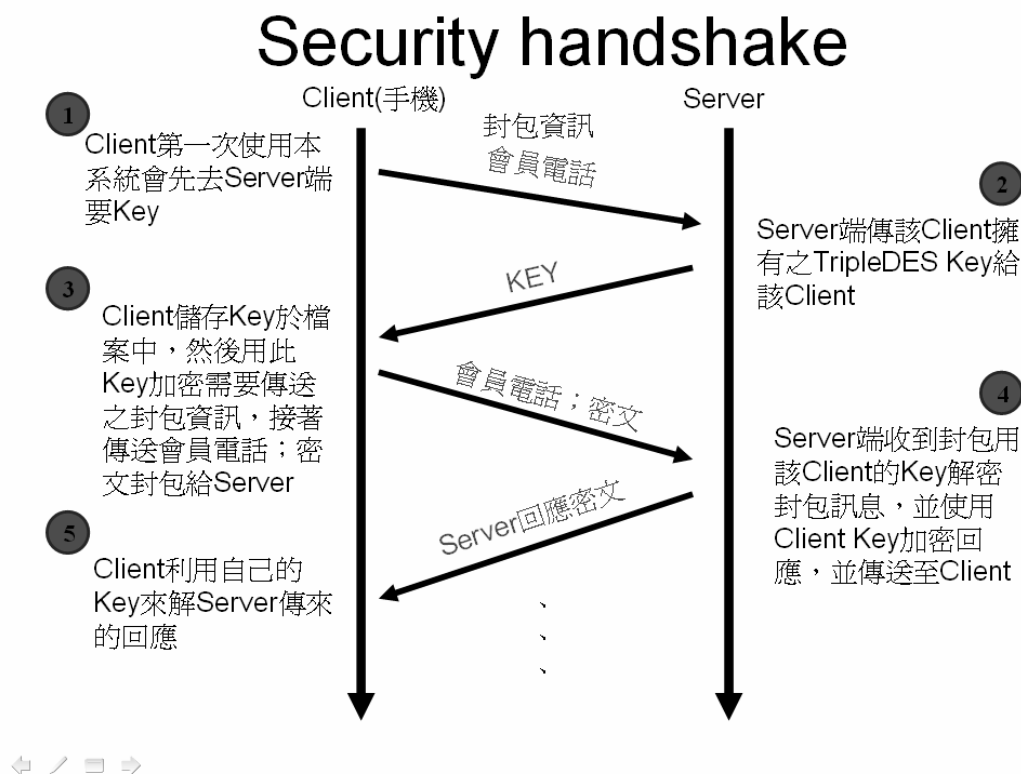 Security handshake
Client(手機)
Server
1
Client第一次使用本
系統會先去Server端
要Key
封包資訊
會員電話
2
Server端傳該Client擁
有之TripleDES Key給
該Client
KEY
3
Client儲存Key於檔
案中，然後用此
Key加密需要傳送
之封包資訊，接著
傳送會員電話；密
文封包給Server
會員電話；密文
4
Server端收到封包用
該Client的Key解密
封包訊息，並使用
Client Key加密回
應，並傳送至Client
Server回應密文
5
Client利用自己的
Key來解Server傳來
的回應
、
、
、